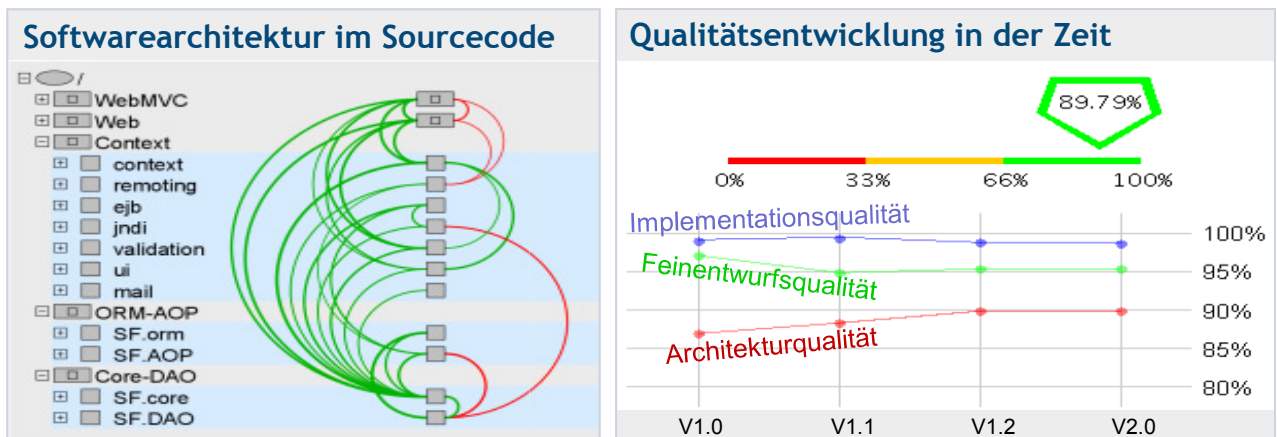 Softwarearchitektur im Sourcecode
/
WebMVC
Web
Context
context
remoting
ejb
jndi
validation
ui
mail
ORM-AOP
SF.orm
SF.AOP
Core-DAO
SF.core
SF.DAO
Qualitätsentwicklung in der Zeit
89.79%
0% 33% 66% 100%
Implementationsqualität
Feinentwurfsqualität
Architekturqualität
100%
95%
90%
85%
80%
V1.0 V1.1 V1.2 V2.0